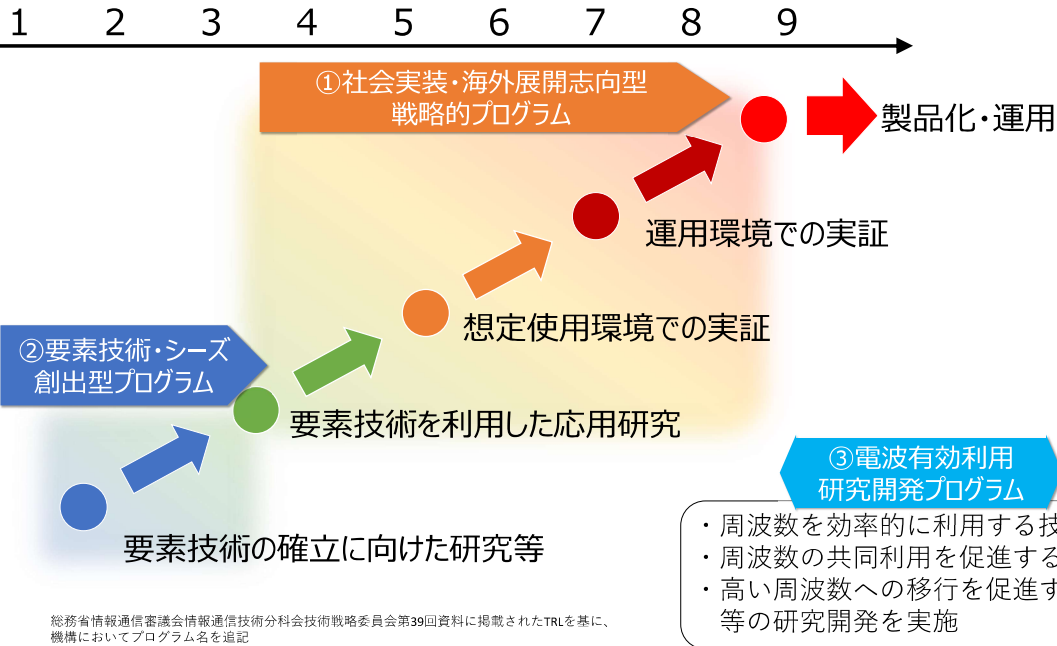 1 2 3 4 5 6 7 8 9
①社会実装・海外展開志向型
戦略的プログラム
製品化・運用
運用環境での実証
想定使用環境での実証
②要素技術・シーズ
創出型プログラム
要素技術を利用した応用研究
③電波有効利用
研究開発プログラム
・周波数を効率的に利用する技
・周波数の共同利用を促進する
・高い周波数への移行を促進す
等の研究開発を実施
要素技術の確立に向けた研究等
総務省情報通信審議会情報通信技術分科会技術戦略委員会第39回資料に掲載されたTRLを基に、
機構においてプログラム名を追記